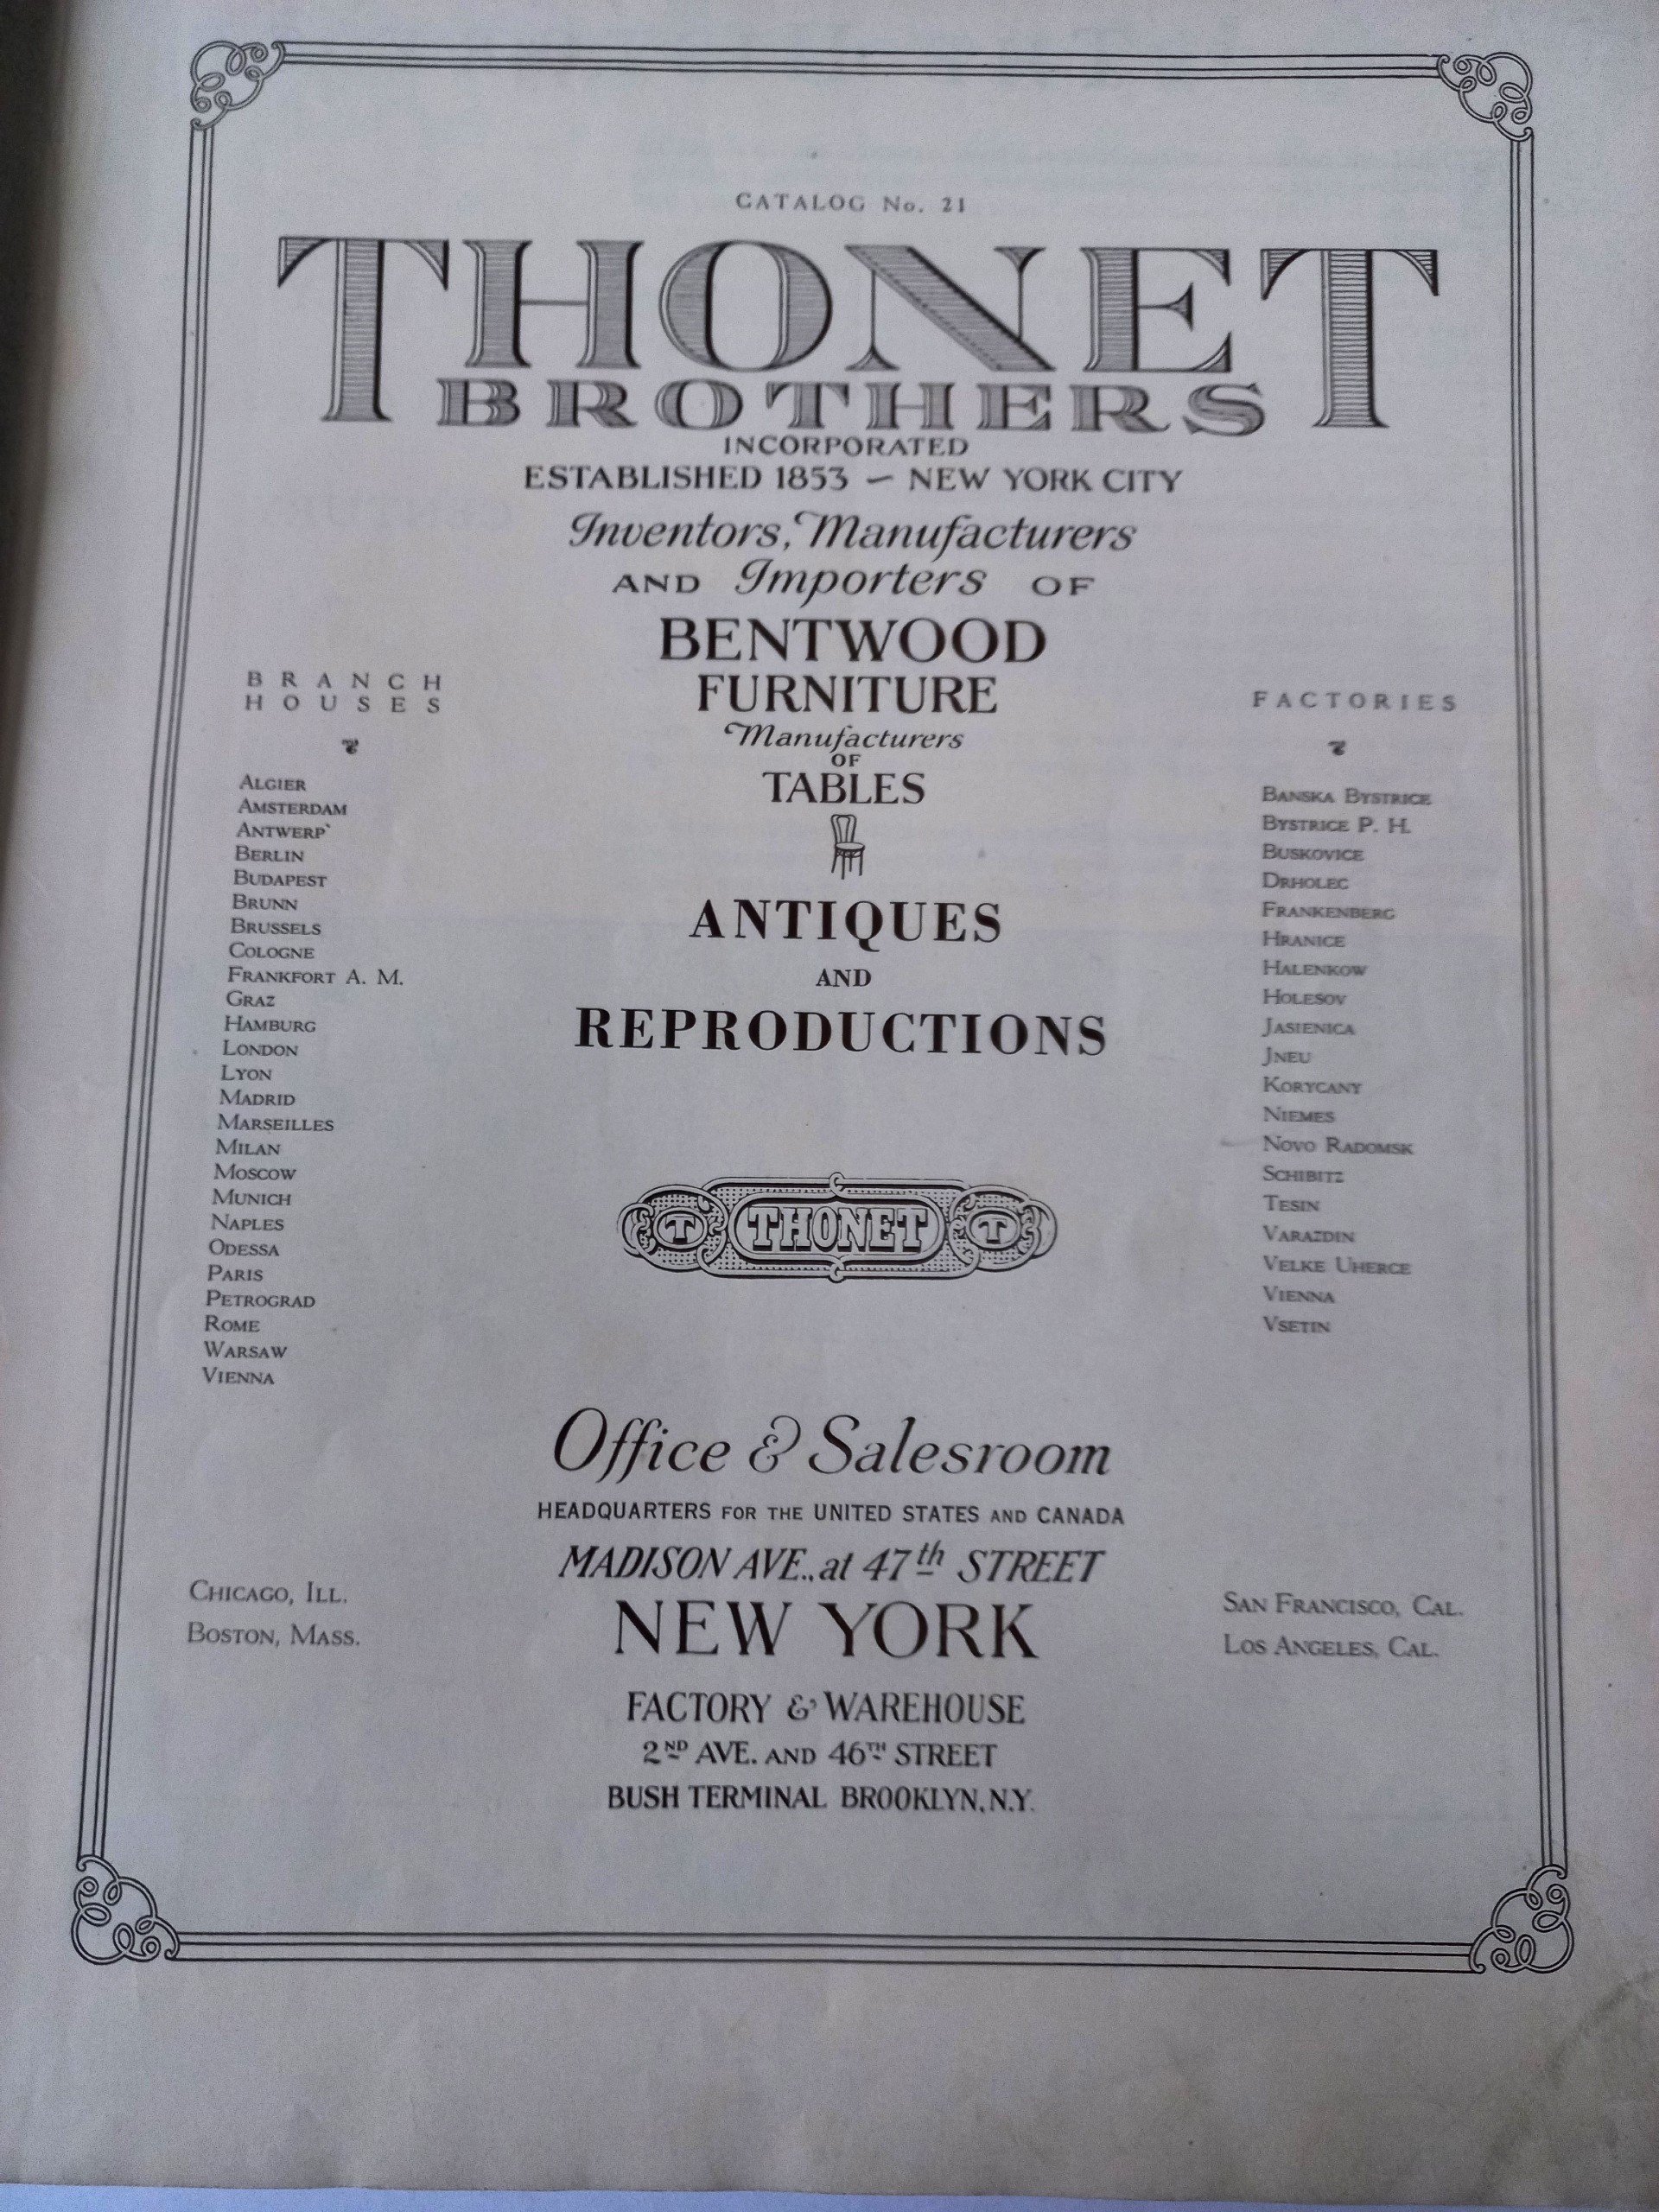 CATALOG No. 21
THONET
BROTHERS
INCORPORATED
ESTABLISHED 1853 – NEW YORK CITY
Inventors, Manufacturers
AND Importers OF
BENTWOOD
FURNITURE
Manufacturers
OF
TABLES
ANTIQUES
AND
REPRODUCTIONS
BRANCH
HOUSES
ALGIER
AMSTERDAM
ANTWERP
BERLIN
BUDAPEST
BRUNN
BRUSSELS
COLOGNE
FRANKFORT A. M.
GRAZ
HAMBURG
LONDON
LYON
MADRID
MARSEILLES
MILAN
MOSCOW
MUNICH
NAPLES
ODESSA
PARIS
PETROGRAD
ROME
WARSAW
VIENNA
FACTORIES
BANSKA BYSTRICE
BYSTRICE P. H.
BUSKOVICE
DRHOLEC
FRANKENBERG
HRANICE
HALENKOW
HOLESOV
JASIENICA
JNEU
KORYCANY
NIEMES
NOVO RADOMSK
SCHIBITZ
TESIN
VARAZDIN
VELKE UHERCE
VIENNA
VSETIN
T THONET T
Office & Salesroom
HEADQUARTERS FOR THE UNITED STATES AND CANADA
MADISON AVE., at 47th STREET
NEW YORK
CHICAGO, ILL.
BOSTON, MASS.
SAN FRANCISCO, CAL.
LOS ANGELES, CAL.
FACTORY & WAREHOUSE
2ND AVE. AND 46TH STREET
BUSH TERMINAL BROOKLYN, N.Y.